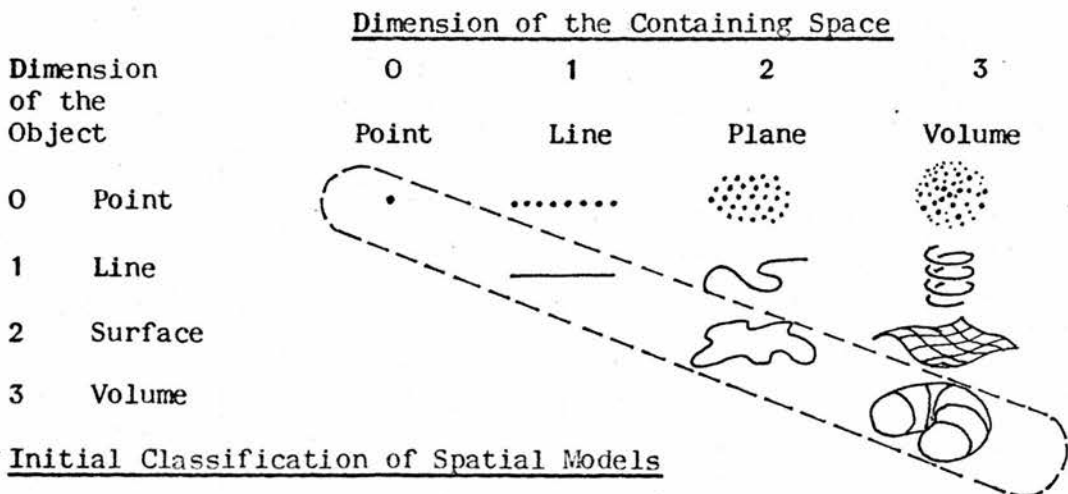 Dimension of the Containing Space
Dimension 0 1 2 3
of the
Object Point Line Plane Volume
0 Point
1 Line
2 Surface
3 Volume
Initial Classification of Spatial Models